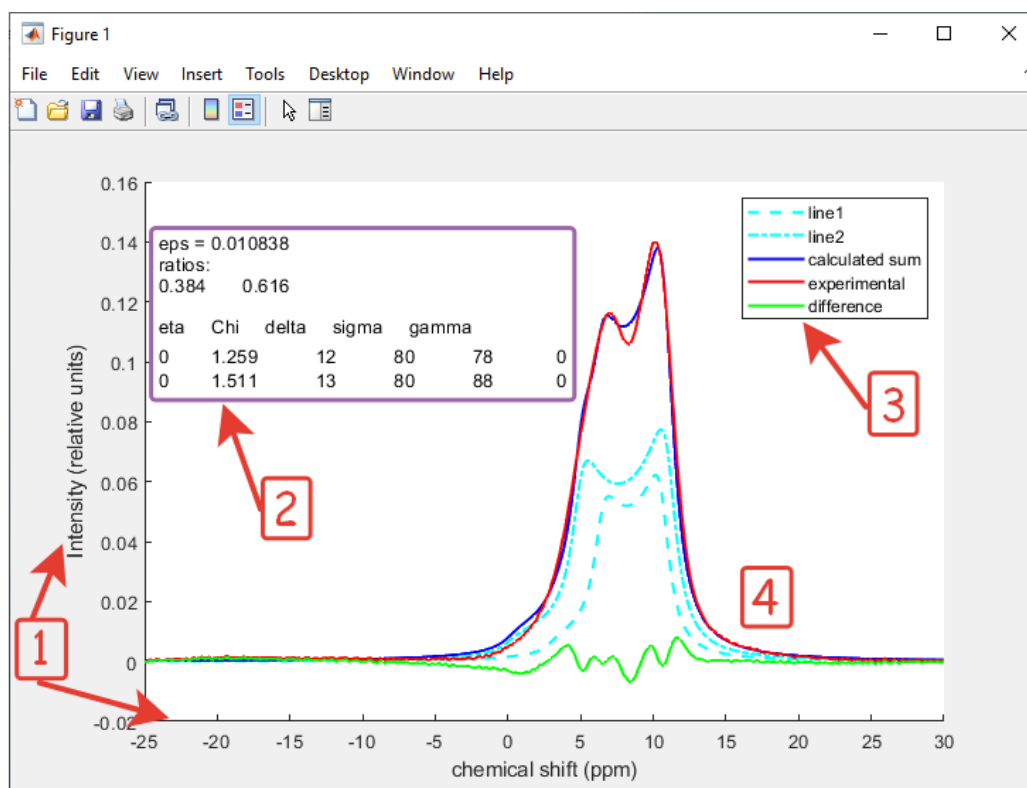 Figure 1
File Edit View Insert Tools Desktop Window Help
0.16
0.14
0.12
0.1
0.08
0.06
0.04
0.02
0
-0.02
Intensity (relative units)
eps = 0.010838
ratios:
0.384 0.616
eta Chi delta sigma gamma
0 1.259 12 80 78 0
0 1.511 13 80 88 0
line1
line2
calculated sum
experimental
difference
3
2
4
1
-25 -20 -15 -10 -5 0 5 10 15 20 25 30
chemical shift (ppm)